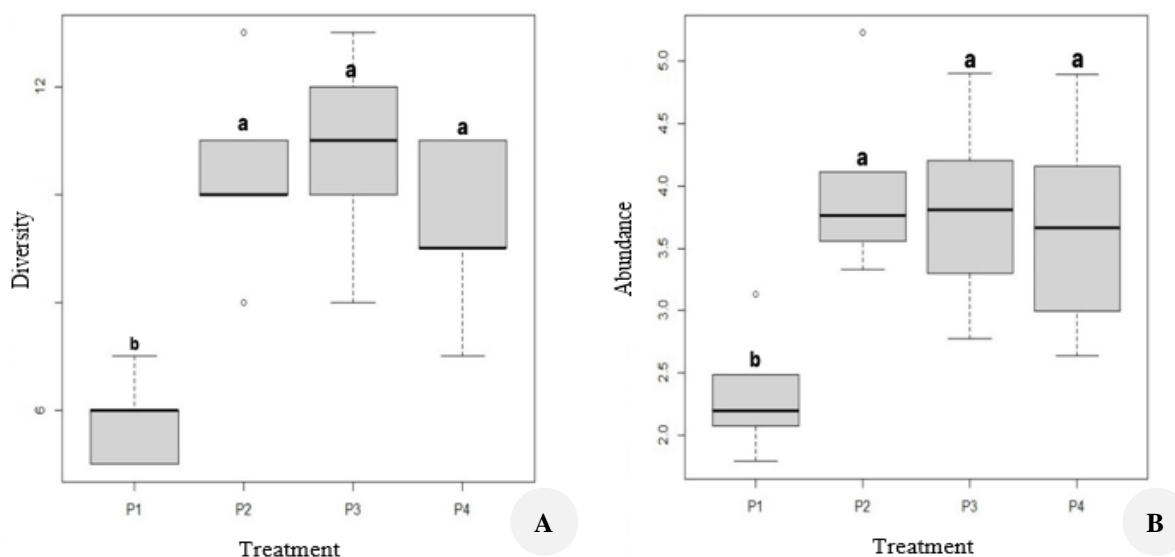 12
6
Diversity
a
a
a
b
P1 P2 P3 P4
Treatment
A
5.0
4.5
4.0
3.5
3.0
2.5
2.0
Abundance
a
a
a
b
P1 P2 P3 P4
Treatment
B